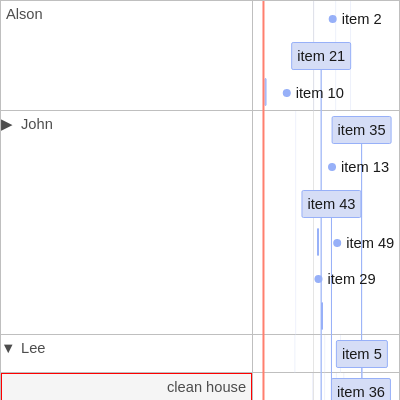 Alson
item 2
item 21
item 10
▶ John
item 35
item 13
item 43
item 49
item 29
▼ Lee
item 5
clean house
item 36